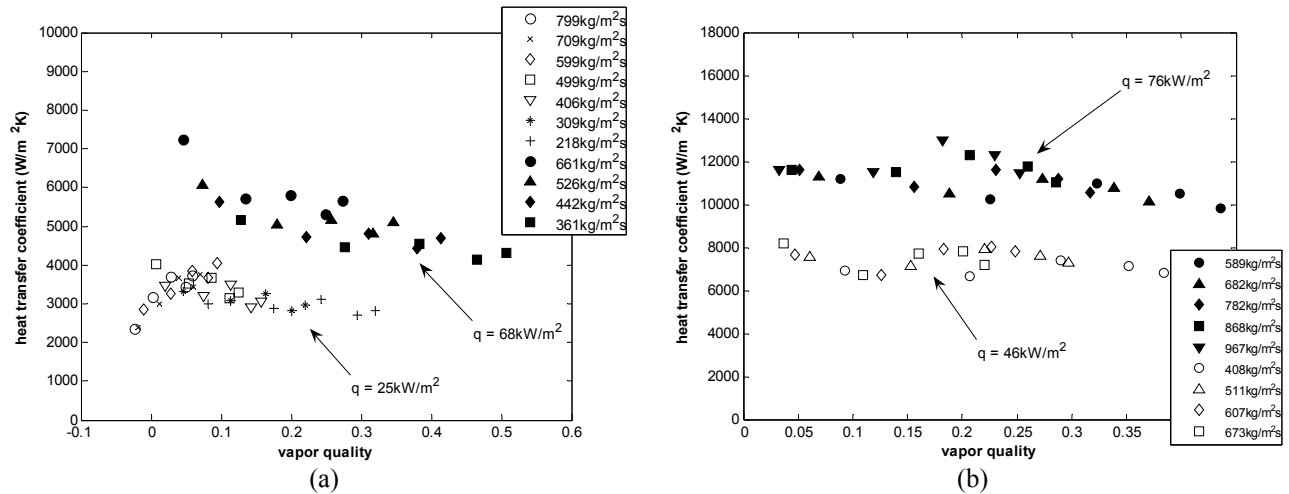 799kg/m²s
709kg/m²s
599kg/m²s
499kg/m²s
406kg/m²s
309kg/m²s
218kg/m²s
661kg/m²s
526kg/m²s
442kg/m²s
361kg/m²s
10000
9000
8000
7000
6000
5000
4000
3000
2000
1000
0
heat transfer coefficient (W/m ²K)
q = 68kW/m²
q = 25kW/m²
-0.1 0 0.1 0.2 0.3 0.4 0.5 0.6
vapor quality
(a)
18000
16000
14000
12000
10000
8000
6000
4000
2000
0
heat transfer coefficient (W/m ²K)
q = 76kW/m²
q = 46kW/m²
589kg/m²s
682kg/m²s
782kg/m²s
868kg/m²s
967kg/m²s
408kg/m²s
511kg/m²s
607kg/m²s
673kg/m²s
0 0.05 0.1 0.15 0.2 0.25 0.3 0.35
vapor quality
(b)